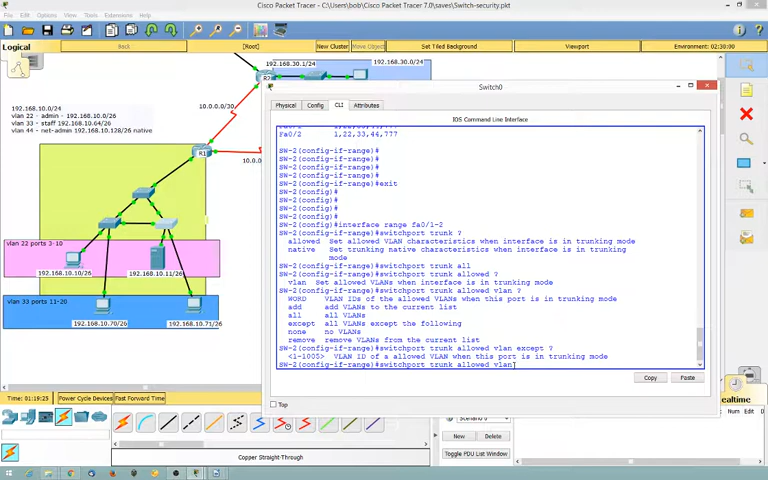 Cisco Packet Tracer - C:\Users\bob\Cisco Packet Tracer 7.0\saves\Switch-security.pkt
File Edit Options View Tools Extensions Help
Logical
Back
[Root]
New Cluster
Move Object
Set Tiled Background
Viewport
Environment: 02:30:00
192.168.30.1/24
192.168.30.0/24
R2
192.168.10.0/24
vlan 22 - admin - 192.168.10.0/26
vlan 33 - staff 192.168.10.64/26
vlan 44 - net-admin 192.168.10.128/26 native
10.0.0.0/30
R1
10.0.0
vlan 22 ports 3-10
192.168.10.10/26
192.168.10.11/26
vlan 33 ports 11-20
192.168.10.70/26
192.168.10.71/26
Switch0
Physical
Config
CLI
Attributes
IOS Command Line Interface
Fa0/2 1,22,33,44,777
SW-2(config-if-range)#
SW-2(config-if-range)#
SW-2(config-if-range)#
SW-2(config-if-range)#
SW-2(config-if-range)#exit
SW-2(config)#
SW-2(config)#
SW-2(config)#
SW-2(config)#
SW-2(config)#interface range fa0/1-2
SW-2(config-if-range)#switchport trunk ?
allowed Set allowed VLAN characteristics when interface is in trunking mode
native Set trunking native characteristics when interface is in trunking
mode
SW-2(config-if-range)#switchport trunk all
SW-2(config-if-range)#switchport trunk allowed ?
vlan Set allowed VLANs when interface is in trunking mode
SW-2(config-if-range)#switchport trunk allowed vlan ?
WORD VLAN IDs of the allowed VLANs when this port is in trunking mode
add add VLANs to the current list
all all VLANs
except all VLANs except the following
none no VLANs
remove remove VLANs from the current list
SW-2(config-if-range)#switchport trunk allowed vlan except ?
<1-1005> VLAN ID of a allowed VLAN when this port is in trunking mode
SW-2(config-if-range)#switchport trunk allowed vlan
Copy
Paste
Top
Time: 01:19:25
Power Cycle Devices
Fast Forward Time
Scenario 0
New
Delete
Toggle PDU List Window
Realtime
Num
Edit
De
Copper Straight-Through